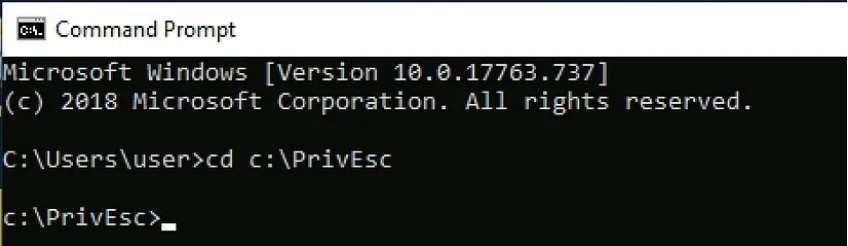 Command Prompt
Microsoft Windows [Version 10.0.17763.737]
(c) 2018 Microsoft Corporation. All rights reserved.
C:\Users\user>cd c:\PrivEsc
c:\PrivEsc>